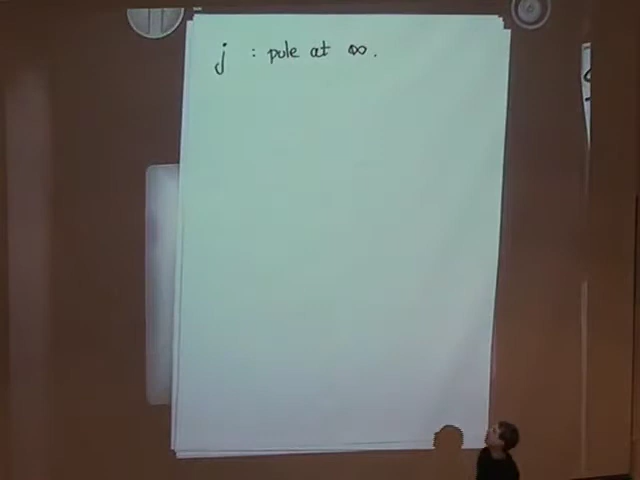 j : pole at ∞.